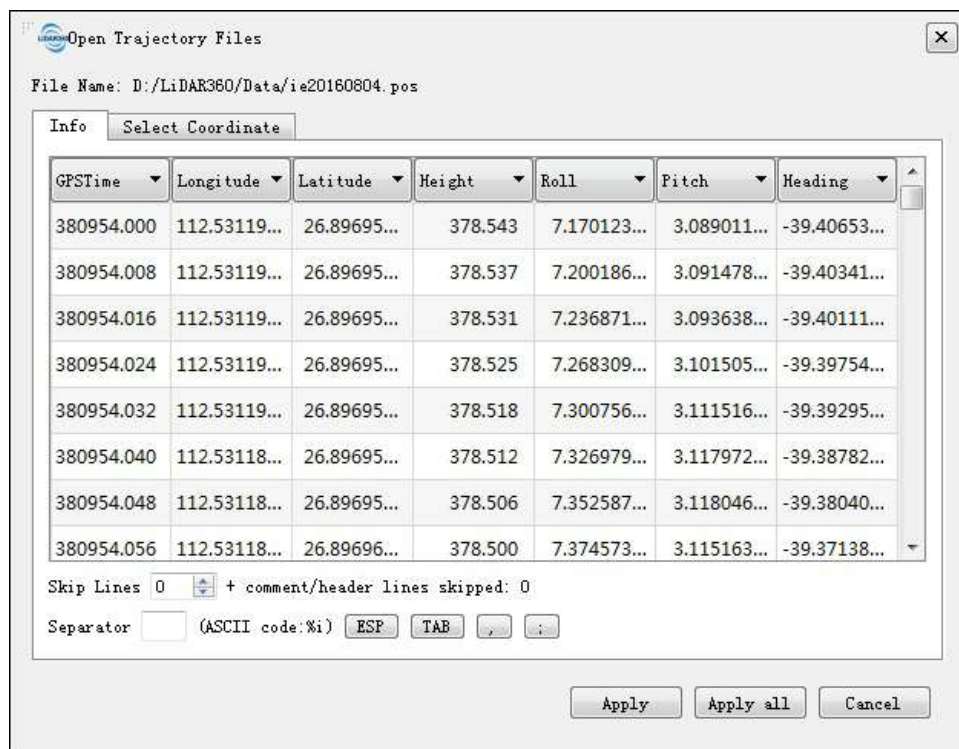 Open Trajectory Files
File Name: D:/LiDAR360/Data/ie20160804.pos
Info Select Coordinate
GPSTime Longitude Latitude Height Roll Pitch Heading
380954.000 112.53119... 26.89695... 378.543 7.170123... 3.089011... -39.40653...
380954.008 112.53119... 26.89695... 378.537 7.200186... 3.091478... -39.40341...
380954.016 112.53119... 26.89695... 378.531 7.236871... 3.093638... -39.40111...
380954.024 112.53119... 26.89695... 378.525 7.268309... 3.101505... -39.39754...
380954.032 112.53119... 26.89695... 378.518 7.300756... 3.111516... -39.39295...
380954.040 112.53118... 26.89695... 378.512 7.326979... 3.117972... -39.38782...
380954.048 112.53118... 26.89695... 378.506 7.352587... 3.118046... -39.38040...
380954.056 112.53118... 26.89696... 378.500 7.374573... 3.115163... -39.37138...
Skip Lines 0 + comment/header lines skipped: 0
Separator (ASCII code:%i) ESP TAB , ;
Apply Apply all Cancel